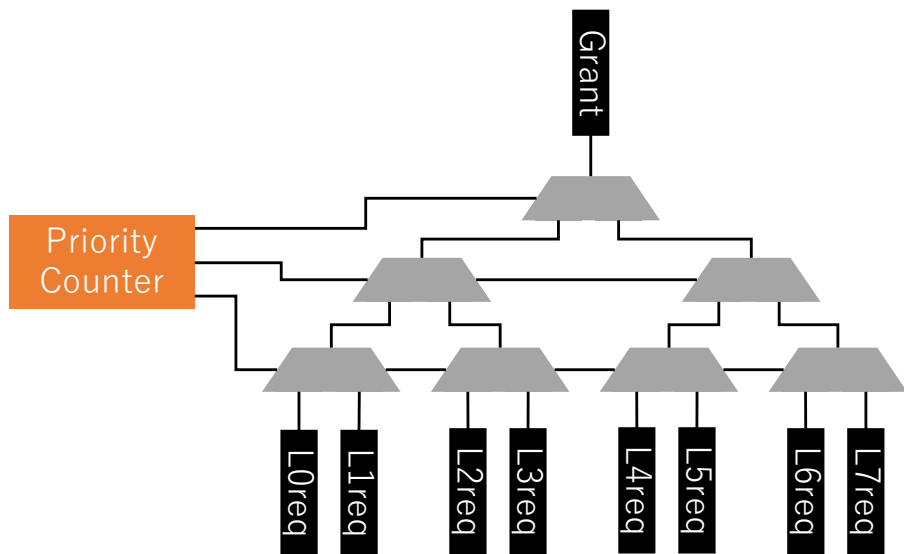 Grant
Priority
Counter
L0req
L1req
L2req
L3req
L4req
L5req
L6req
L7req